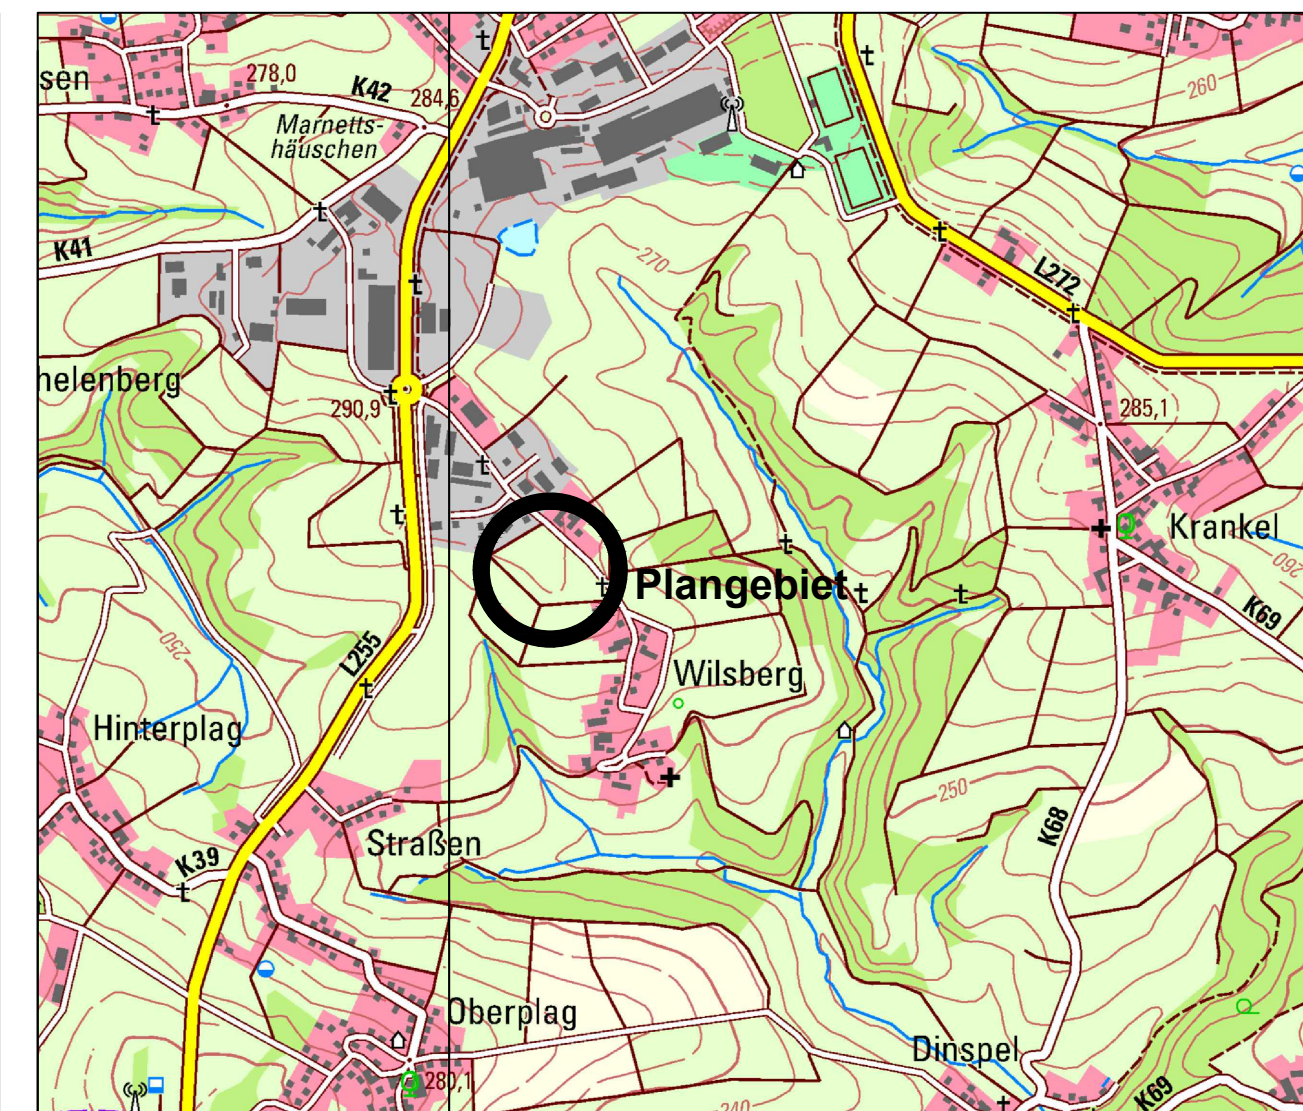 sen
278,0
K42
284,6
260
Marnetts-
häuschen
K41
270
L272
helenberg
290,9
285,1
Krankel
260
Plangebiet
K69
250
L255
Wilsberg
Hinterplag
250
K68
Straßen
K39
Oberplag
Dinspel
280,1
240
K69